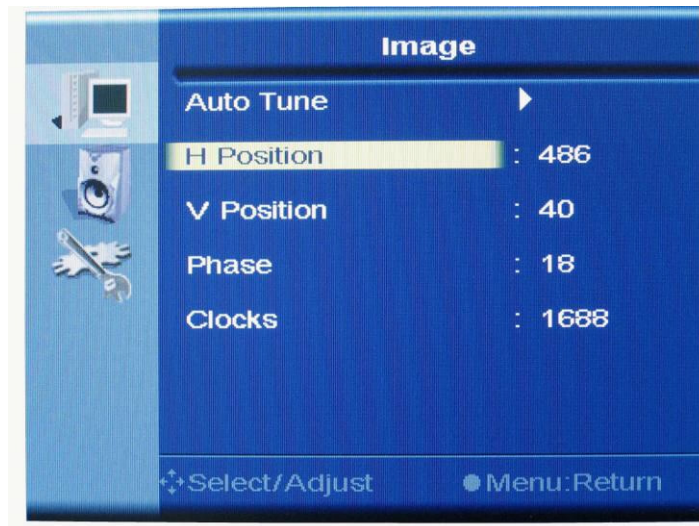 Image
Auto Tune
H Position : 486
V Position : 40
Phase : 18
Clocks : 1688
Select/Adjust Menu:Return